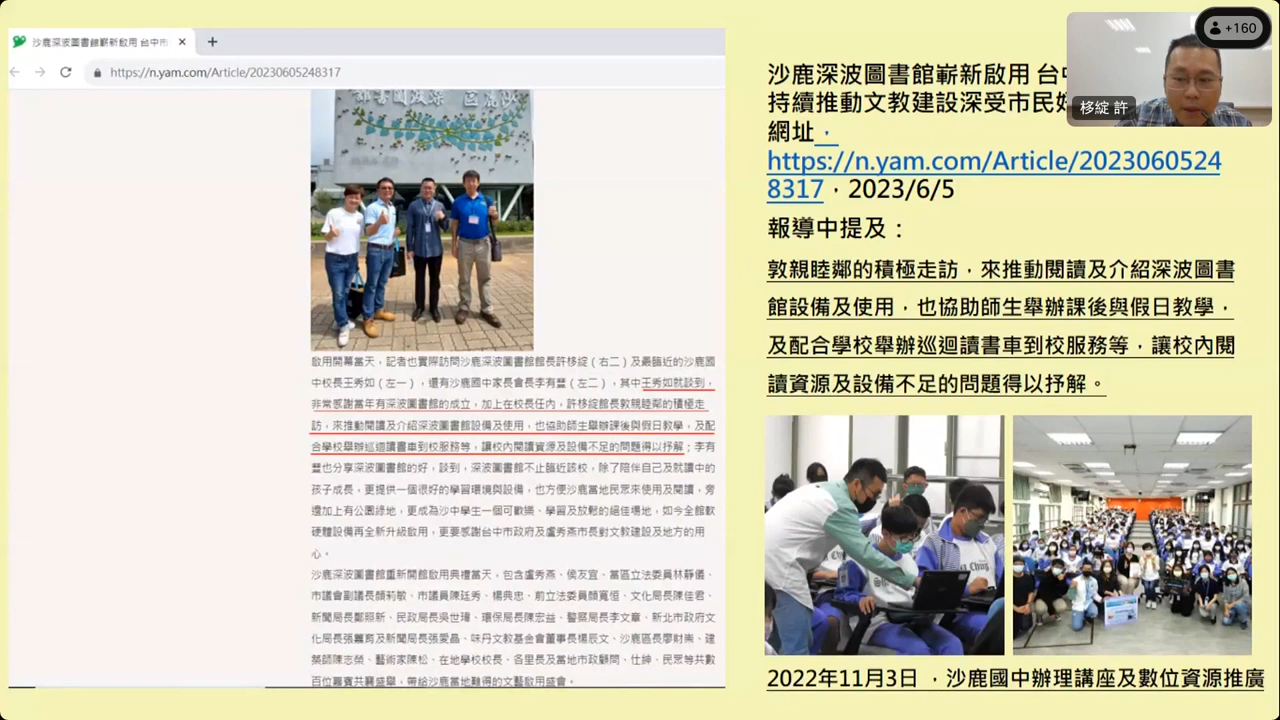 沙鹿深波圖書館嶄新啟用 台中市
https://n.yam.com/Article/20230605248317
啟用開幕當天，記者也實際訪問沙鹿深波圖書館館長許移綻（右二）及最臨近的沙鹿國
中校長王秀如（左一），還有沙鹿國中家長會長李有豐（左二），其中王秀如就談到，
非常感謝當年有深波圖書館的成立，加上在校長任內，許移綻館長敦親睦鄰的積極走
訪，來推動閱讀及介紹深波圖書館設備及使用，也協助師生舉辦課後與假日教學，及配
合學校舉辦巡迴讀書車到校服務等，讓校內閱讀資源及設備不足的問題得以抒解；李有
豐也分享深波圖書館的好，談到，深波圖書館不止臨近該校，除了陪伴自己及就讀中的
孩子成長，更提供一個很好的學習環境與設備，也方便沙鹿當地民眾來使用及閱讀，旁
邊加上有公園綠地，更成為沙中學生一個可歡樂、學習及放鬆的絕佳場地，如今全館軟
硬體設備再全新升級啟用，更要感謝台中市政府及盧秀燕市長對文教建設及地方的用
心。
沙鹿深波圖書館重新開館啟用典禮當天，包含盧秀燕、侯友宜、當區立法委員林靜儀、
市議會副議長顏莉敏、市議員陳廷秀、楊典忠、前立法委員顏寬恒、文化局長陳佳君、
新聞局長鄭照新、民政局長吳世瑋、環保局長陳宏益、警察局長李文章、新北市政府文
化局長張䕒育及新聞局長張愛晶、味丹文教基金會董事長楊辰文、沙鹿區長廖財崇、建
築師陳志榮、藝術家陳松、在地學校校長、各里長及當地市政顧問、仕紳、民眾等共數
百位嘉賓共襄盛舉，帶給沙鹿當地難得的文藝啟用盛會。
沙鹿深波圖書館嶄新啟用 台
持續推動文教建設深受市民
網址，
https://n.yam.com/Article/2023060524
8317，2023/6/5
報導中提及：
敦親睦鄰的積極走訪，來推動閱讀及介紹深波圖書
館設備及使用，也協助師生舉辦課後與假日教學，
及配合學校舉辦巡迴讀書車到校服務等，讓校內閱
讀資源及設備不足的問題得以抒解。
2022年11月3日 ，沙鹿國中辦理講座及數位資源推廣
移綻 許
+160